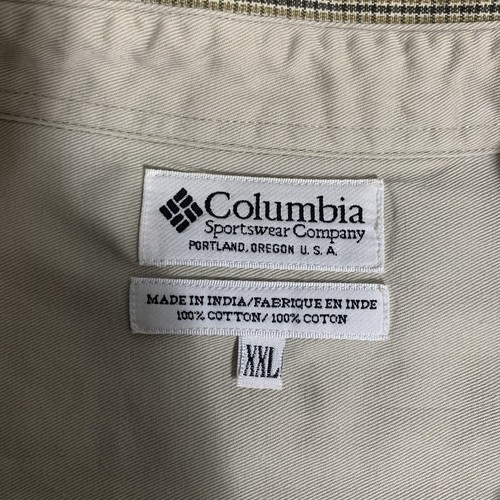 Columbia
Sportswear Company
PORTLAND, OREGON U.S.A.
MADE IN INDIA/FABRIQUE EN INDE
100% COTTON/100% COTON
XXL